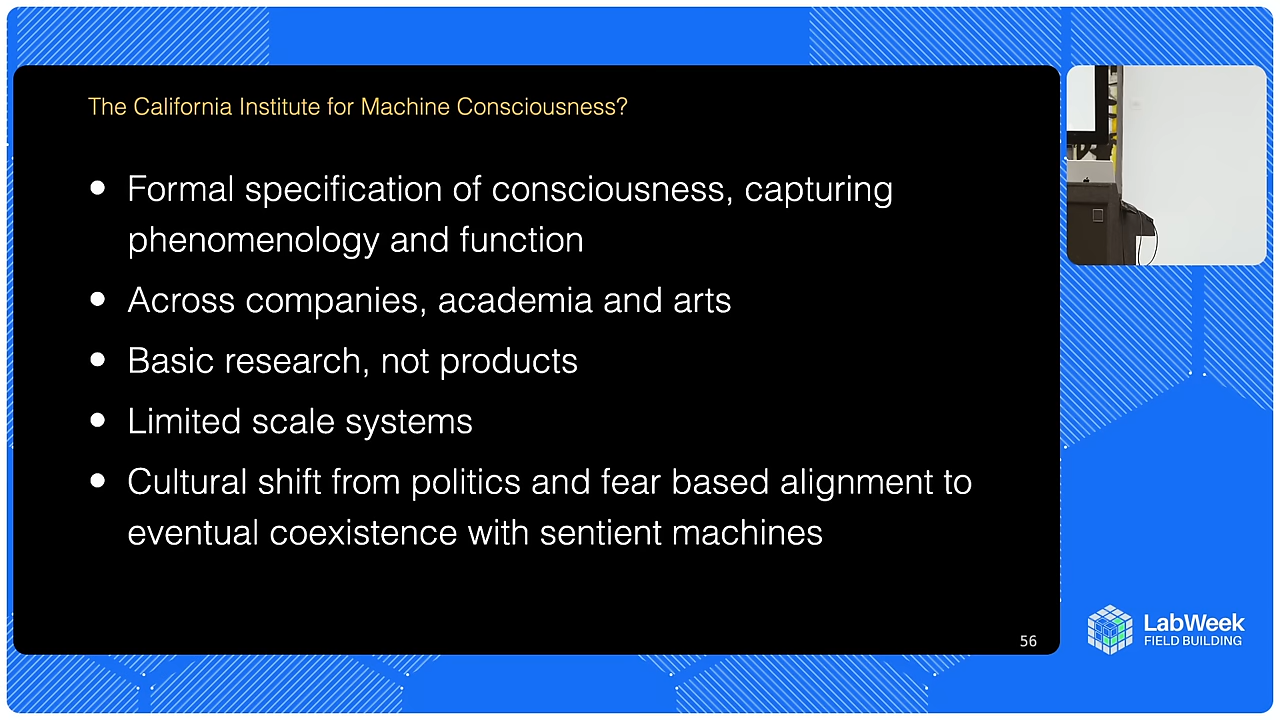 The California Institute for Machine Consciousness?
• Formal specification of consciousness, capturing
phenomenology and function
• Across companies, academia and arts
• Basic research, not products
• Limited scale systems
• Cultural shift from politics and fear based alignment to
eventual coexistence with sentient machines
56
LabWeek
FIELD BUILDING